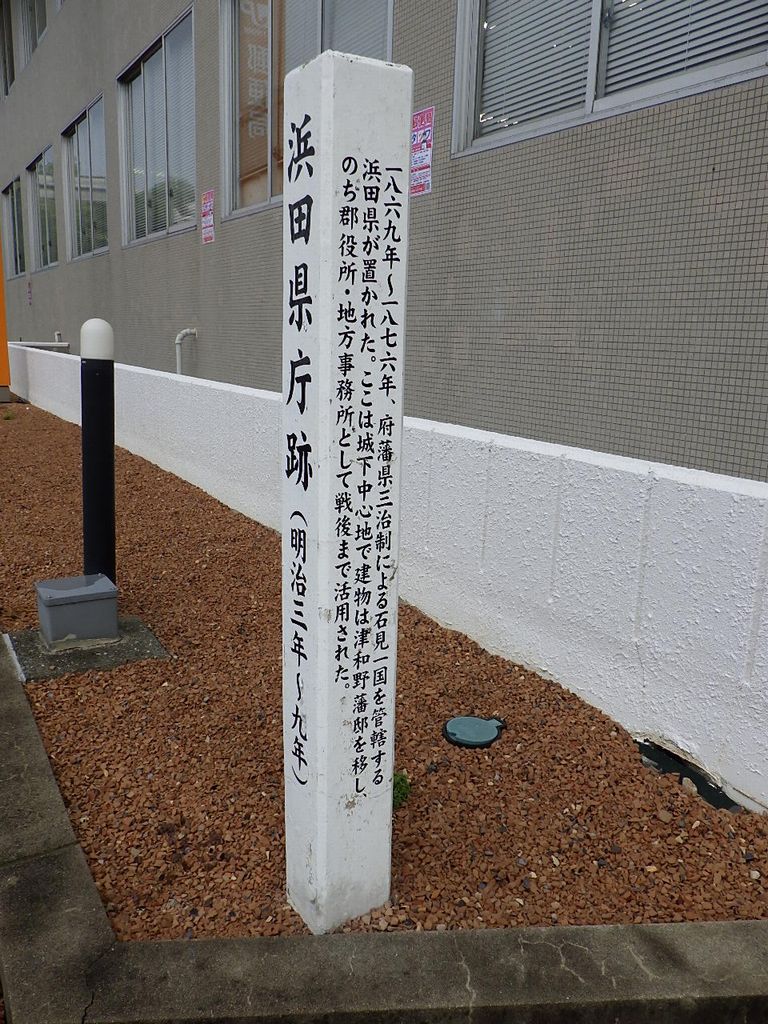 浜田県庁跡（明治三年～九年）
一八六九年～一八七六年、府藩県三治制による石見一国を管轄する
浜田県が置かれた。ここは城下中心地で建物は津和野藩邸を移し、
のち郡役所・地方事務所として戦後まで活用された。